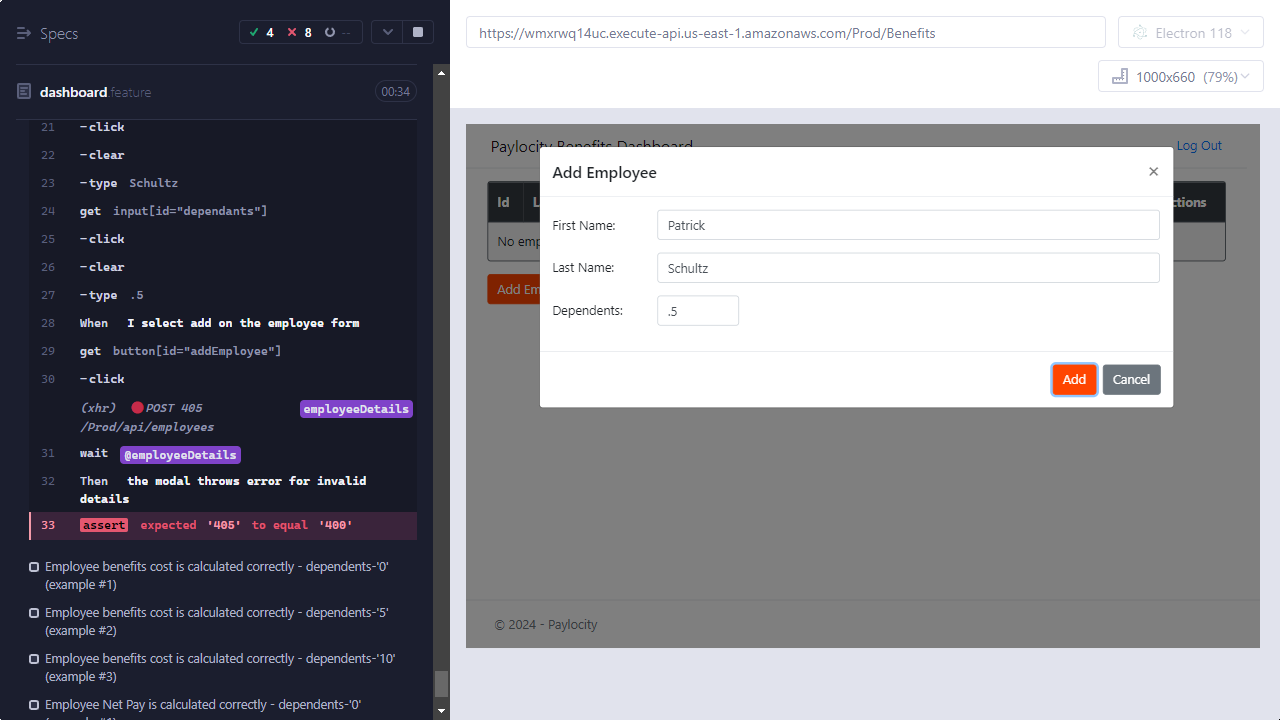 Specs
4
8
--
dashboard.feature
00:34
21 -click
22 -clear
23 -type Schultz
24 get input[id="dependants"]
25 -click
26 -clear
27 -type .5
28 When I select add on the employee form
29 get button[id="addEmployee"]
30 -click
(xhr) POST 405 employeeDetails
/Prod/api/employees
31 wait @employeeDetails
32 Then the modal throws error for invalid
details
33 assert expected '405' to equal '400'
Employee benefits cost is calculated correctly - dependents-'0'
(example #1)
Employee benefits cost is calculated correctly - dependents-'5'
(example #2)
Employee benefits cost is calculated correctly - dependents-'10'
(example #3)
Employee Net Pay is calculated correctly - dependents-'0'
(example #1)
https://wmxrwq14uc.execute-api.us-east-1.amazonaws.com/Prod/Benefits
Electron 118
1000x660 (79%)
Paylocity Benefits Dashboard
Log Out
Id
Add Employee
×
First Name: Patrick
Last Name: Schultz
Dependents: .5
Add Cancel
No emp
Add Em
© 2024 - Paylocity